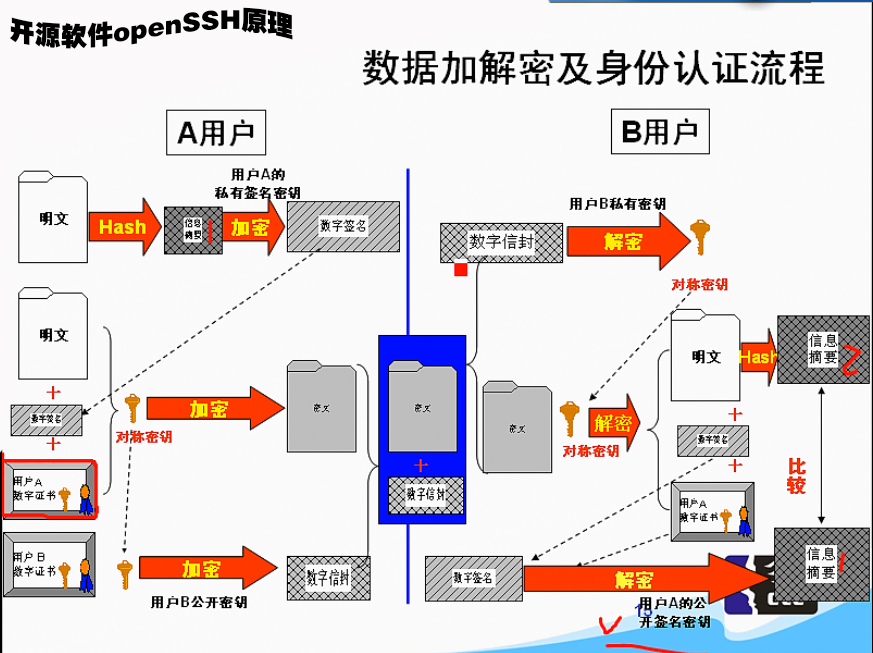 开源软件openSSH原理
数据加解密及身份认证流程
A用户
B用户
用户A的
私有签名密钥
明文
Hash
信息
摘要
1
加密
数字签名
用户B私有密钥
数字信封
解密
对称密钥
明文
+
数字签名
+
用户A
数字证书
对称密钥
加密
密文
密文
+
数字信封
密文
对称密钥
解密
明文
Hash
信息
摘要
2
+
数字签名
+
用户A
数字证书
比
较
用户B
数字证书
加密
用户B公开密钥
数字信封
数字签名
解密
信息
摘要
1
15
用户A的公
开签名密钥